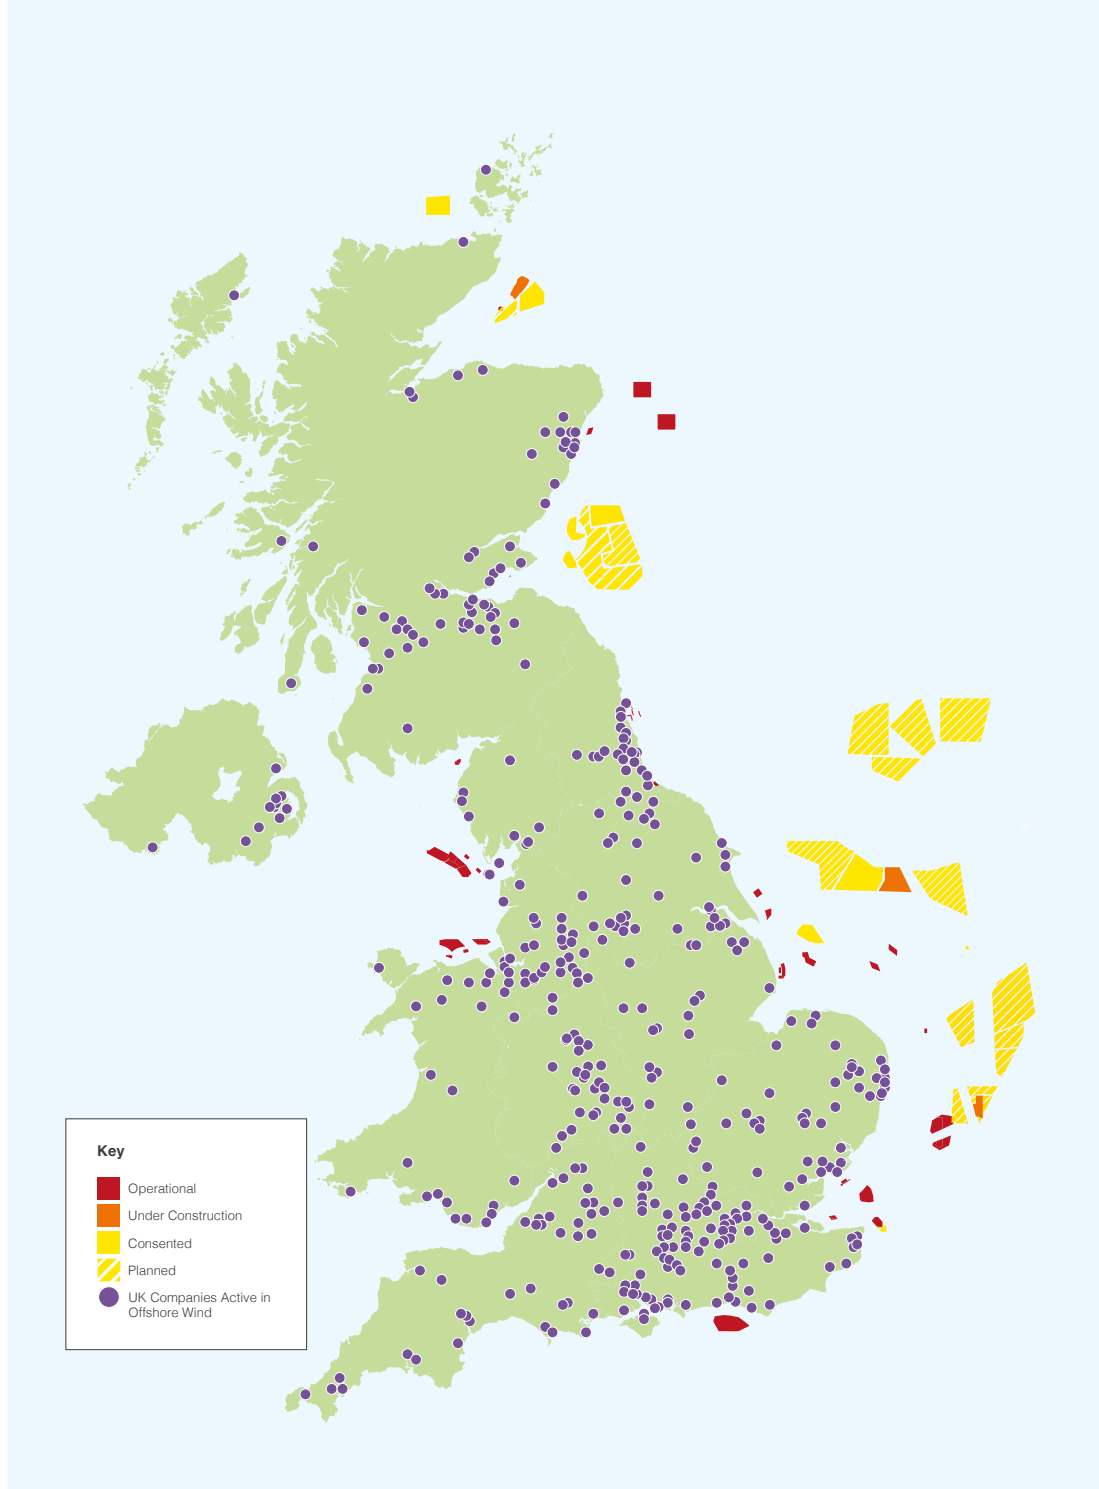 Key
Operational
Under Construction
Consented
Planned
UK Companies Active in
Offshore Wind